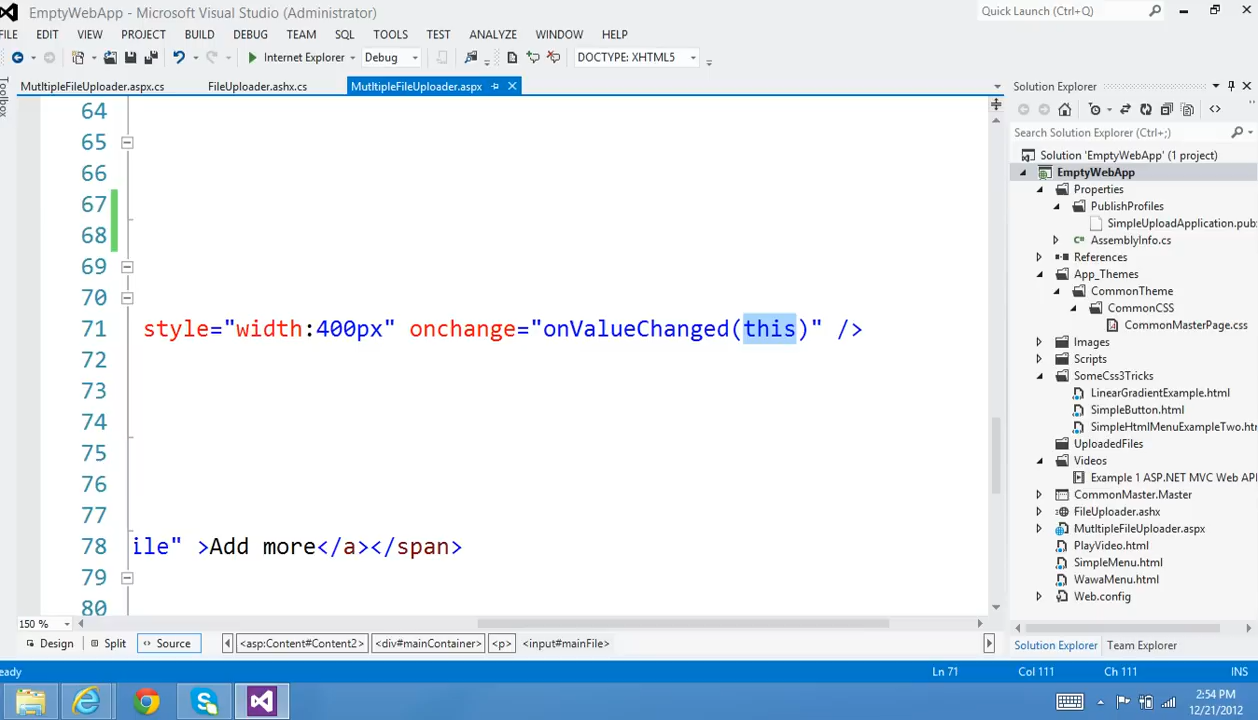 EmptyWebApp - Microsoft Visual Studio (Administrator)
Quick Launch (Ctrl+Q)
FILE EDIT VIEW PROJECT BUILD DEBUG TEAM SQL TOOLS TEST ANALYZE WINDOW HELP
Internet Explorer Debug DOCTYPE: XHTML5
MutltipleFileUploader.aspx.cs FileUploader.ashx.cs MutltipleFileUploader.aspx
Toolbox
64
65
66
67
68
69
70
71 style="width:400px" onchange="onValueChanged(this)" />
72
73
74
75
76
77
78 ile" >Add more</a></span>
79
80
150 %
Design Split Source <asp:Content#Content2> <div#mainContainer> <p> <input#mainFile>
Solution Explorer
Search Solution Explorer (Ctrl+;)
Solution 'EmptyWebApp' (1 project)
EmptyWebApp
Properties
PublishProfiles
SimpleUploadApplication.pub
AssemblyInfo.cs
References
App_Themes
CommonTheme
CommonCSS
CommonMasterPage.css
Images
Scripts
SomeCss3Tricks
LinearGradientExample.html
SimpleButton.html
SimpleHtmlMenuExampleTwo.ht
UploadedFiles
Videos
Example 1 ASP.NET MVC Web API
CommonMaster.Master
FileUploader.ashx
MutltipleFileUploader.aspx
PlayVideo.html
SimpleMenu.html
WawaMenu.html
Web.config
Solution Explorer Team Explorer
eady Ln 71 Col 111 Ch 111 INS
2:54 PM
12/21/2012